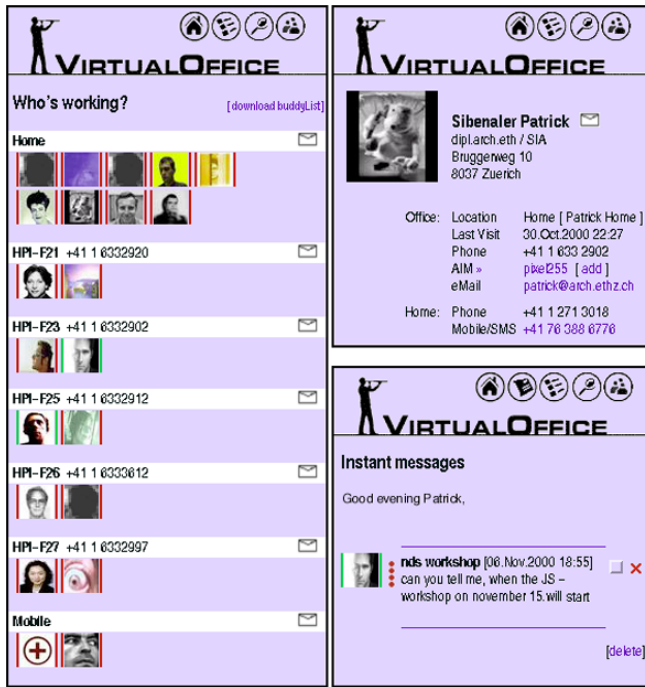 VIRTUALOFFICE
Who's working?
[download buddyList]
Home
HPI-F21 +41 1 6332920
HPI-F23 +41 1 6332902
HPI-F25 +41 1 6332912
HPI-F26 +41 1 6333612
HPI-F27 +41 1 6332997
Mobile
VIRTUALOFFICE
Sibenaler Patrick
dipl.arch.eth / SIA
Bruggerweg 10
8037 Zuerich
Office: Location Home [ Patrick Home ]
Last Visit 30.Oct.2000 22:27
Phone +41 1 633 2902
AIM » pixel255 [ add ]
eMail patrick@arch.ethz.ch
Home: Phone +41 1 271 3018
Mobile/SMS +41 76 388 6776
VIRTUALOFFICE
Instant messages
Good evening Patrick,
nds workshop [06.Nov.2000 18:55]
can you tell me, when the JS –
workshop on november 15.will start
[delete]